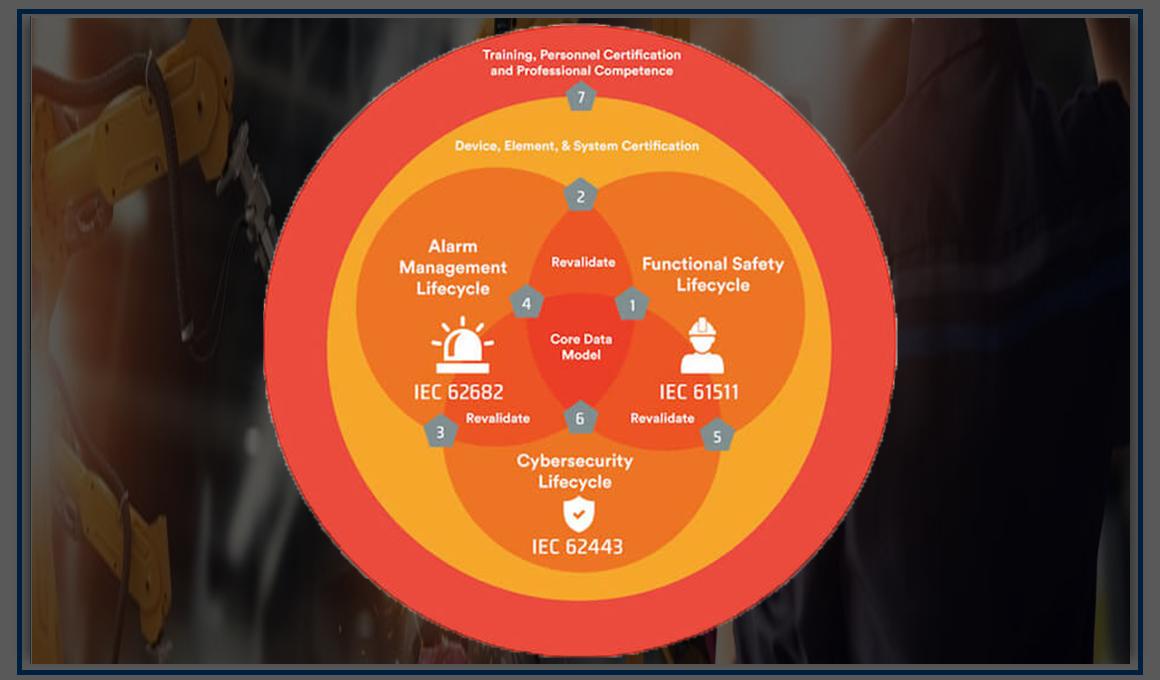 Training, Personnel Certification
and Professional Competence
7
Device, Element, & System Certification
2
Revalidate
Alarm
Management
Lifecycle
Functional Safety
Lifecycle
4
1
Core Data
Model
IEC 62682
IEC 61511
Revalidate
6
Revalidate
3
5
Cybersecurity
Lifecycle
IEC 62443